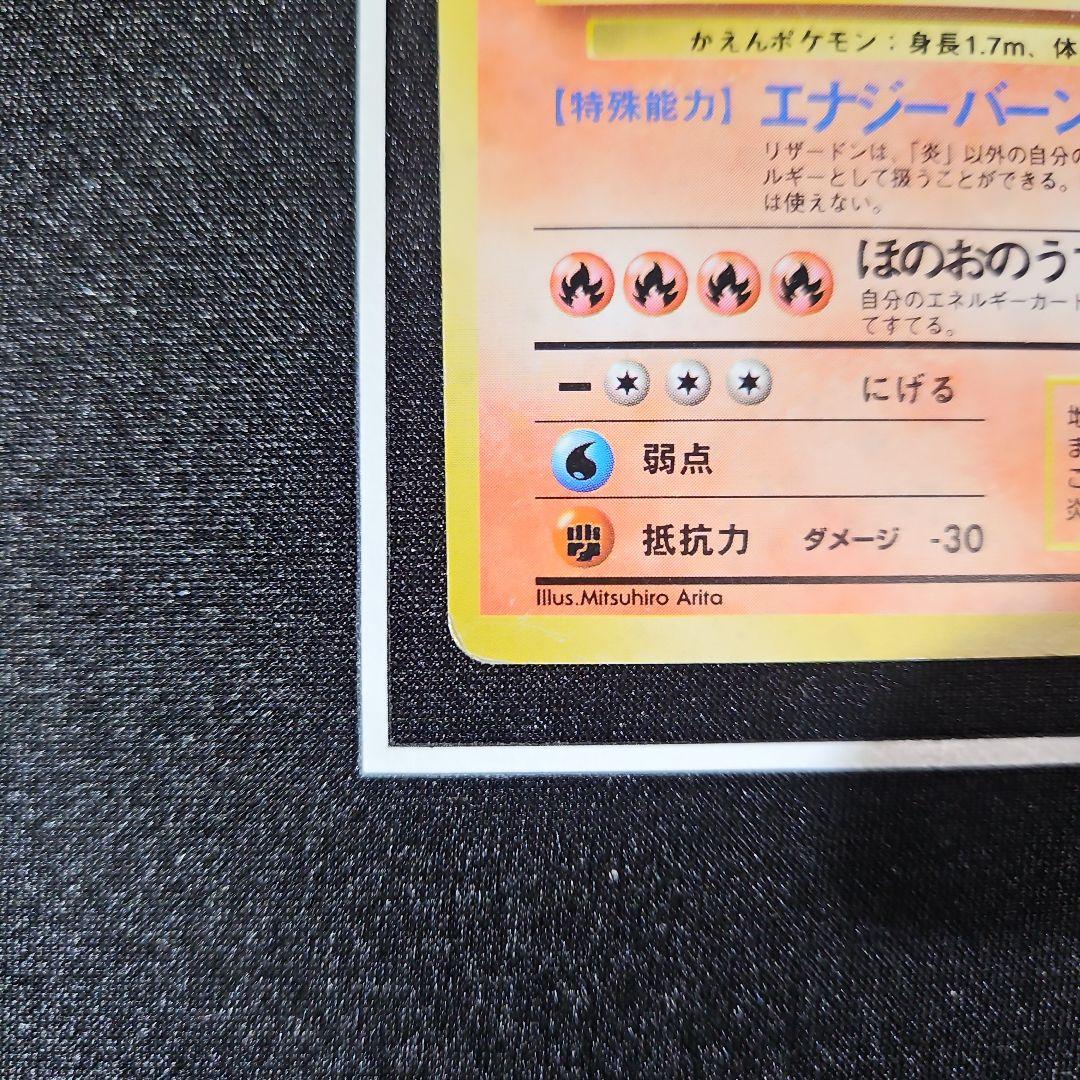 かえんポケモン：身長1.7m、体
【特殊能力】 エナジーバーン
リザードンは、「炎」以外の自分の
ルギーとして扱うことができる。
は使えない。
ほのおのう
自分のエネルギーカード
てすてる。
にげる
弱点
抵抗力 ダメージ -30
Illus.Mitsuhiro Arita